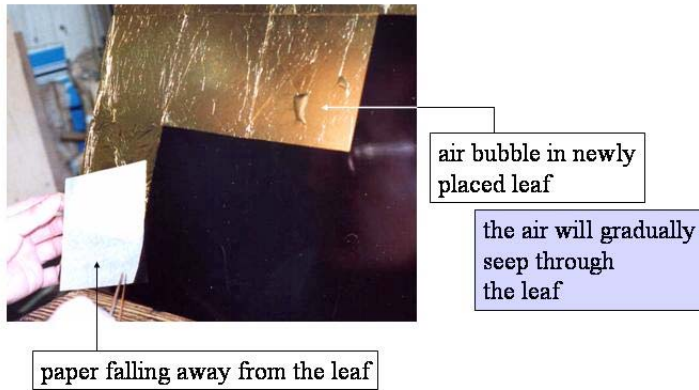 air bubble in newly
placed leaf
the air will gradually
seep through
the leaf
paper falling away from the leaf